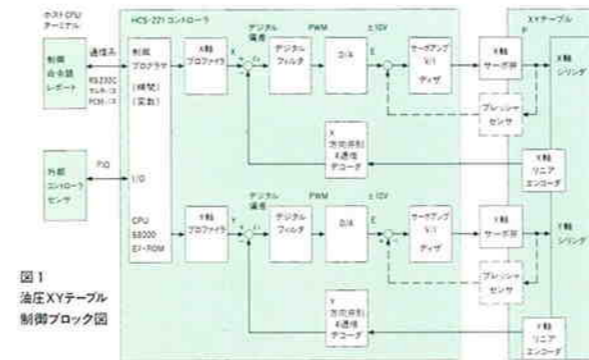 ホストCPU
ターミナル
制御
命令語
レポート
通信系
RS232C
外部
コントローラ
センサ
PIO
HCS-221 コントローラ
制御
プログラマ
(時間)
(変数)
I/O
CPU
68000
EP-ROM
X軸
プロファイラ
X
デジタル
偏差
デジタル
フィルタ
PWM
D/A
±10V
E
サーボアンプ
V/I
ディザ
X
方向弁別
4逓倍
デコーダ
Y軸
プロファイラ
Y
デジタル
偏差
デジタル
フィルタ
PWM
D/A
±10V
E
サーボアンプ
V/I
ディザ
Y
方向弁別
4逓倍
デコーダ
XYテーブル
P
X軸
サーボ弁
X軸
シリンダ
プレッシャ
センサ
X軸
リニア
エンコーダ
Y軸
サーボ弁
Y軸
シリンダ
プレッシャ
センサ
Y軸
リニア
エンコーダ
図1
油圧XYテーブル
制御ブロック図